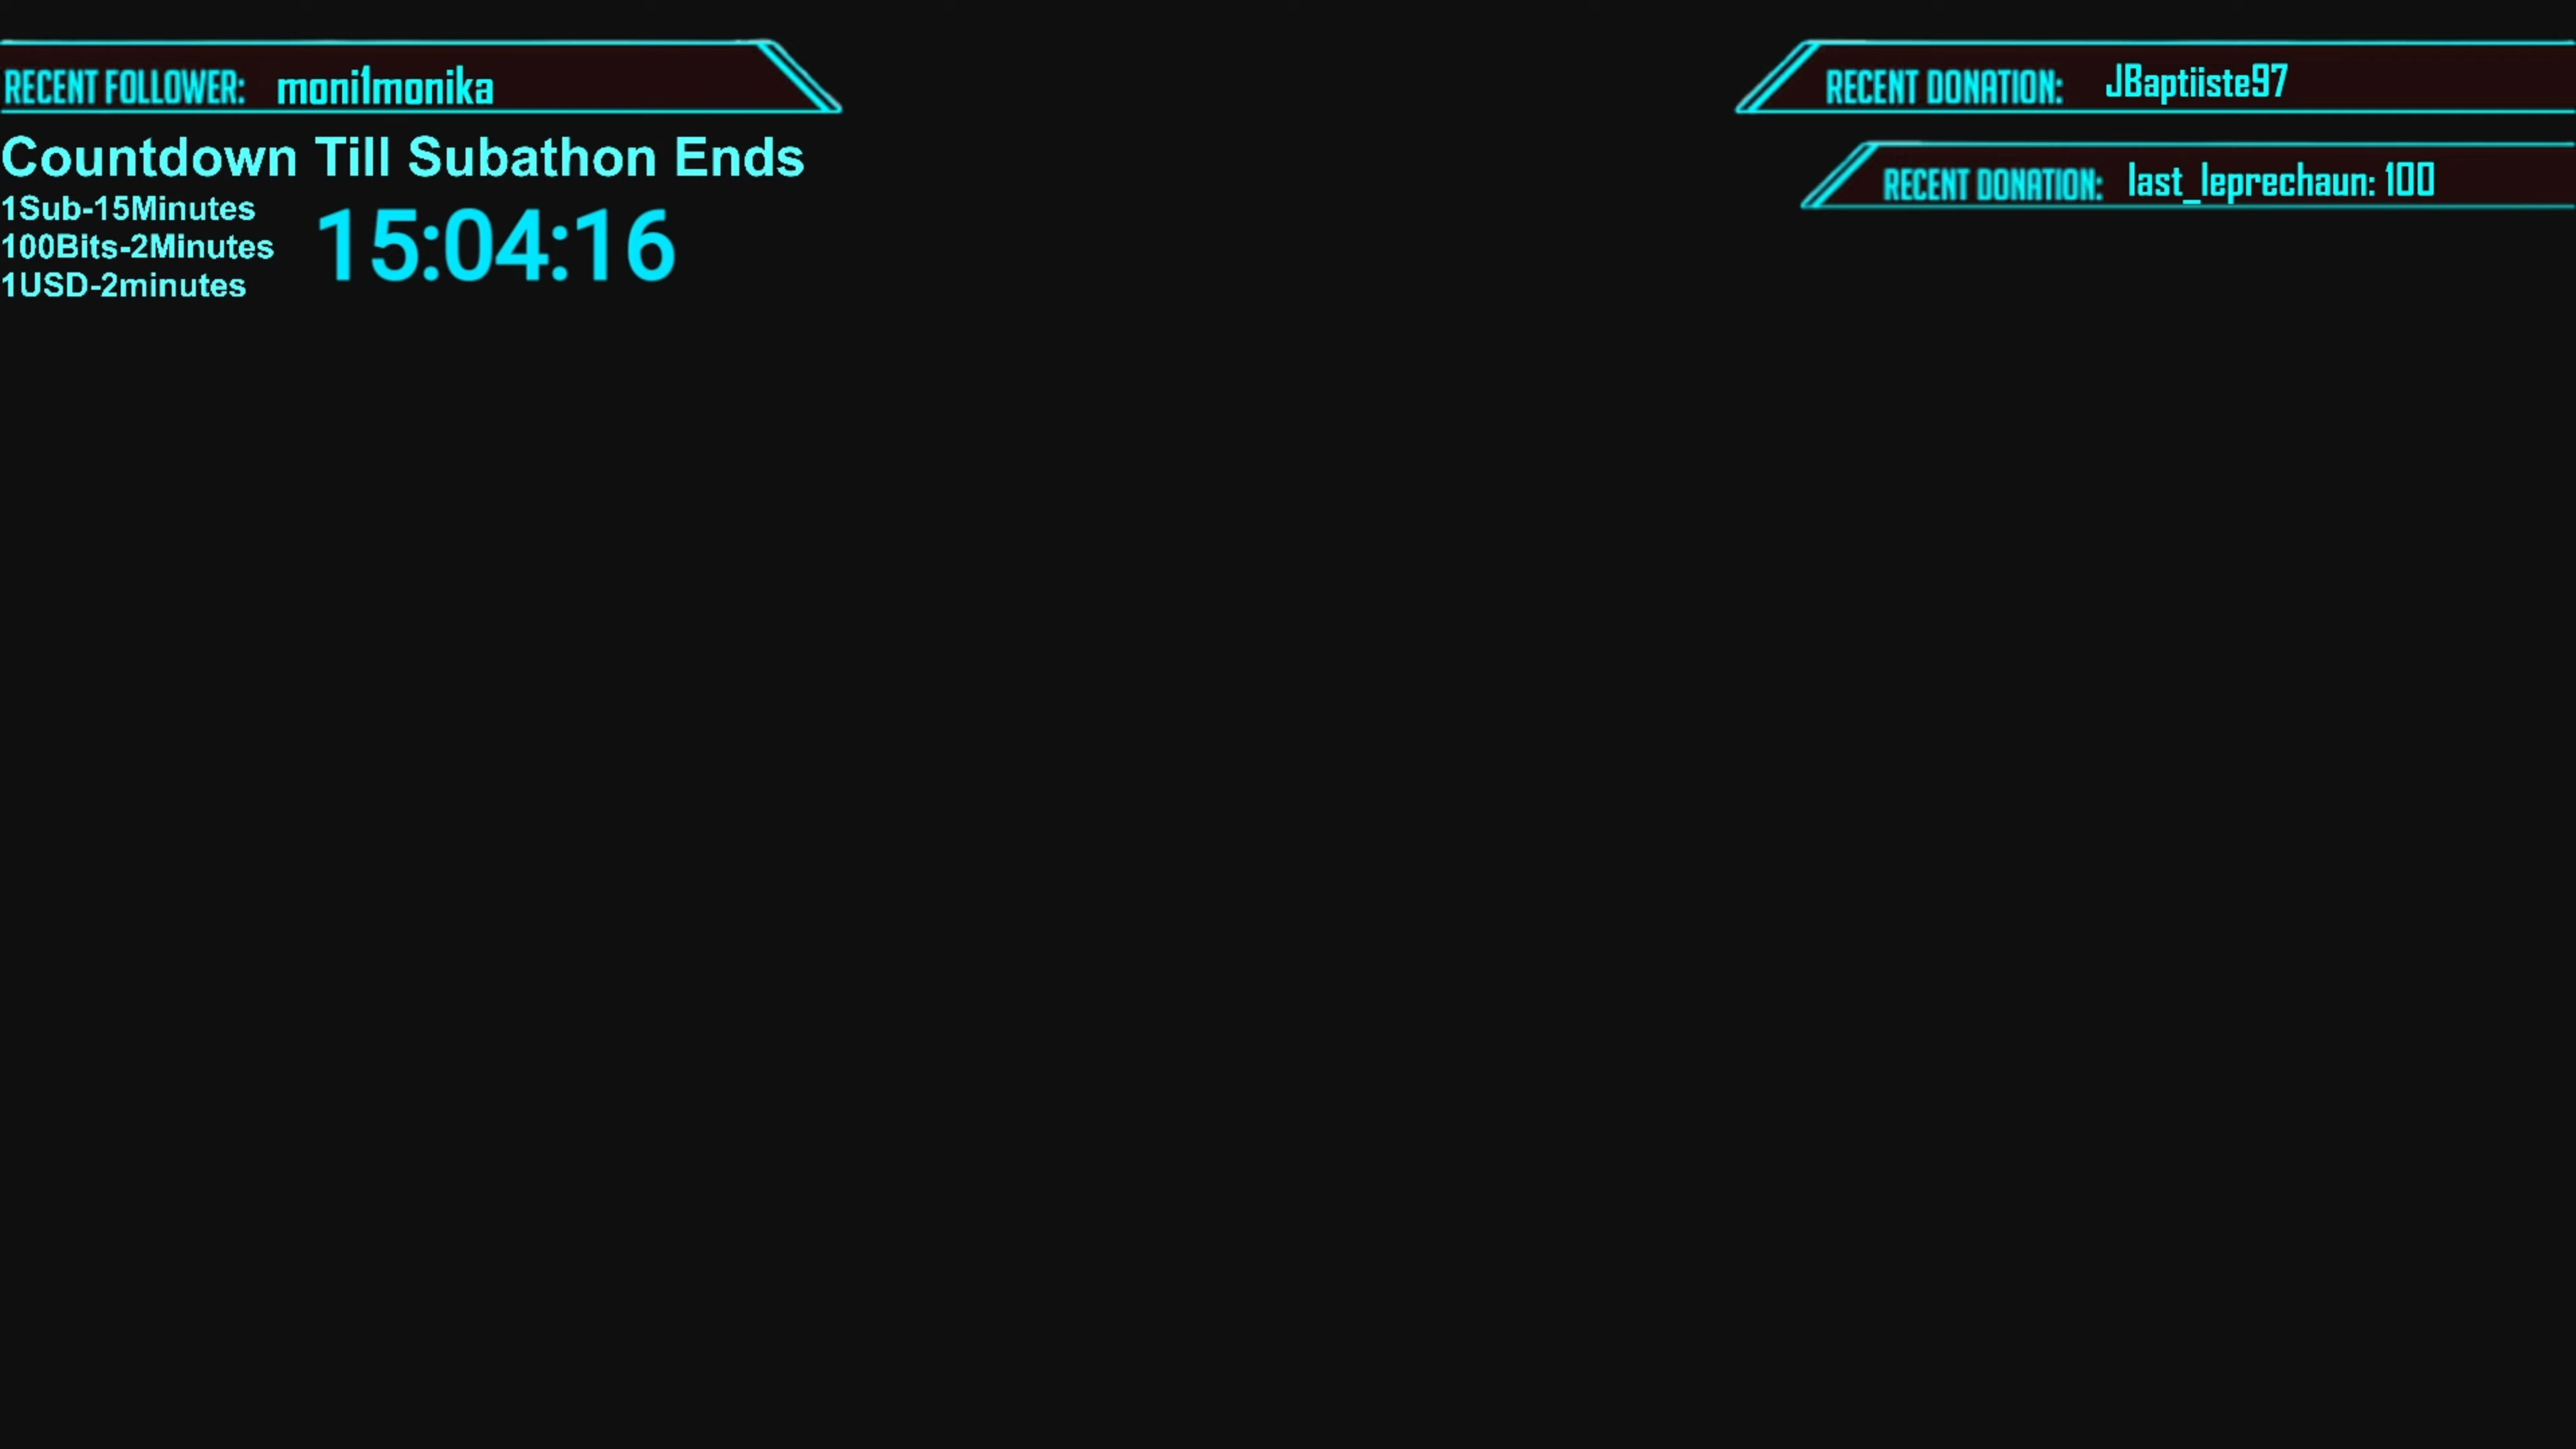 RECENT FOLLOWER: moni1monika
RECENT DONATION: JBaptiiste97
Countdown Till Subathon Ends
RECENT DONATION: last_leprechaun: 100
1Sub-15Minutes
100Bits-2Minutes
1USD-2minutes
15:04:16